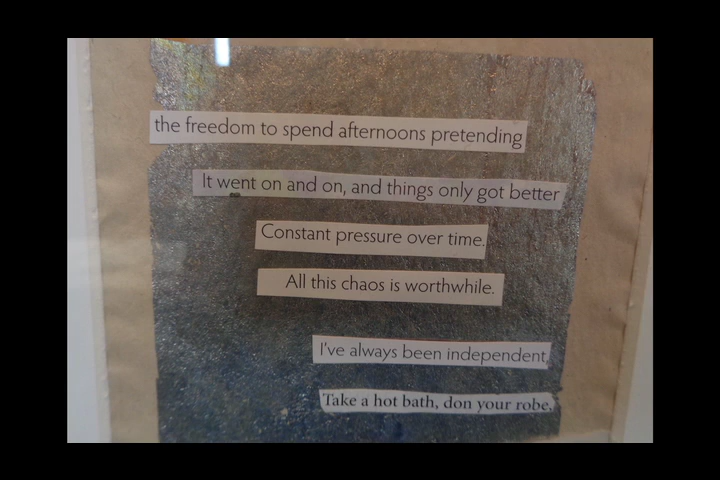 the freedom to spend afternoons pretending
It went on and on, and things only got better
Constant pressure over time.
All this chaos is worthwhile.
I've always been independent,
Take a hot bath, don your robe,